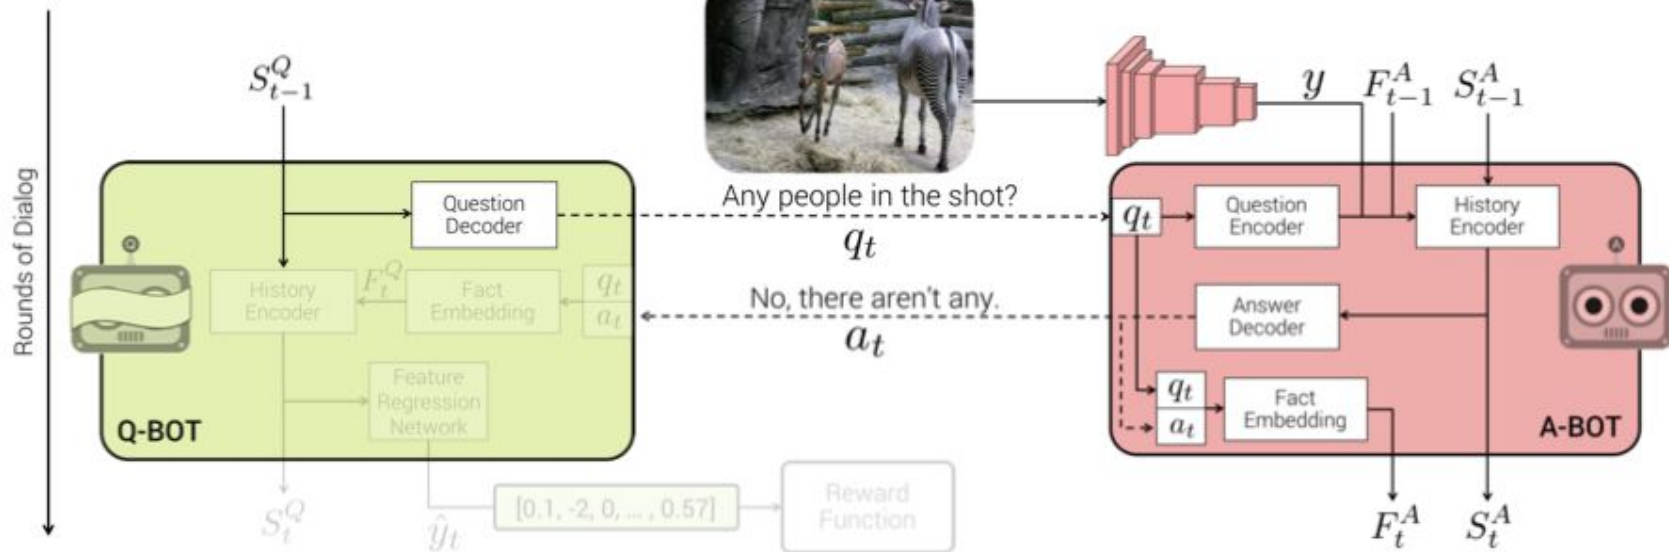 Rounds of Dialog
S^Q_{t-1}
Question
Decoder
History
Encoder
F^Q_t
Fact
Embedding
q_t
a_t
Feature
Regression
Network
Q-BOT
S^Q_t
ŷ_t
[0.1, -2, 0, ... , 0.57]
Reward
Function
Any people in the shot?
q_t
No, there aren't any.
a_t
y
F^A_{t-1}
S^A_{t-1}
q_t
Question
Encoder
History
Encoder
Answer
Decoder
q_t
a_t
Fact
Embedding
A
A-BOT
F^A_t
S^A_t